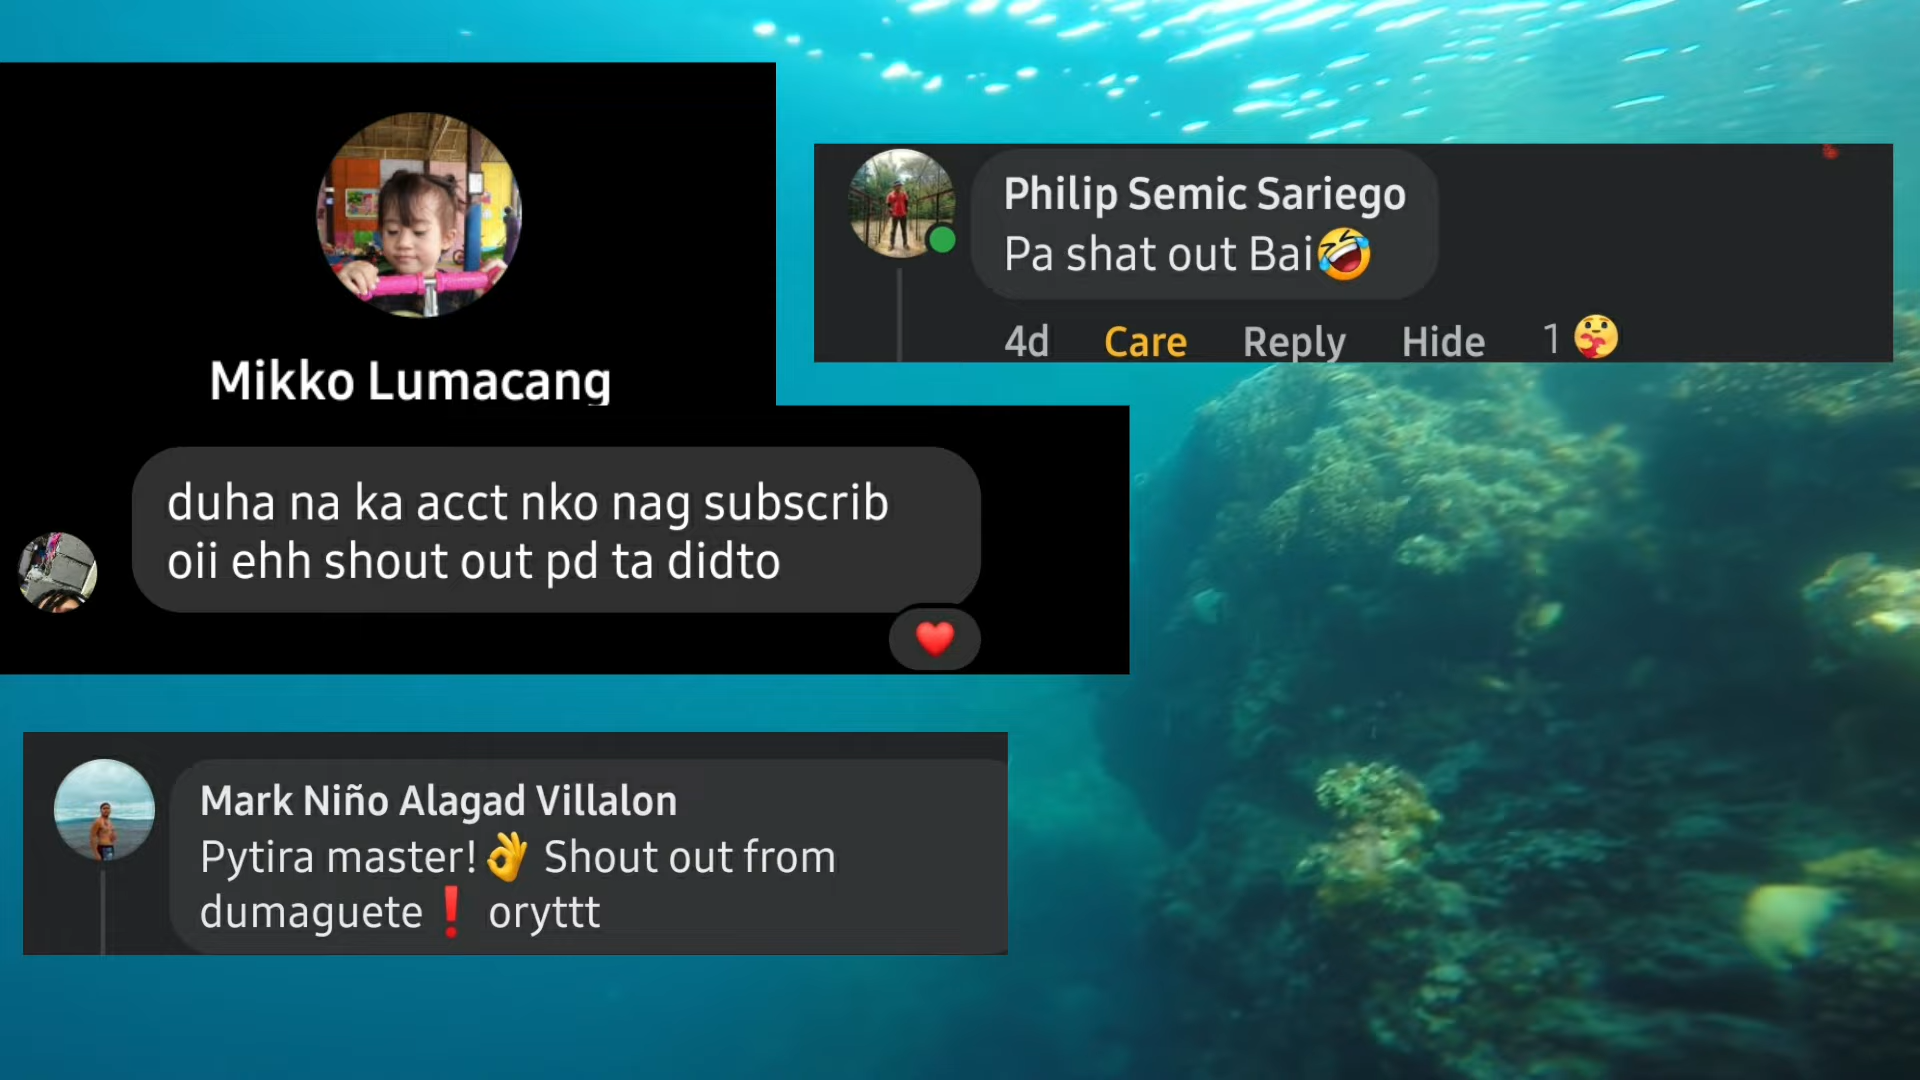 Mikko Lumacang
duha na ka acct nko nag subscrib
oii ehh shout out pd ta didto
Philip Semic Sariego
Pa shat out Bai🤣
4d Care Reply Hide 1
Mark Niño Alagad Villalon
Pytira master!👌 Shout out from
dumaguete❗ oryttt